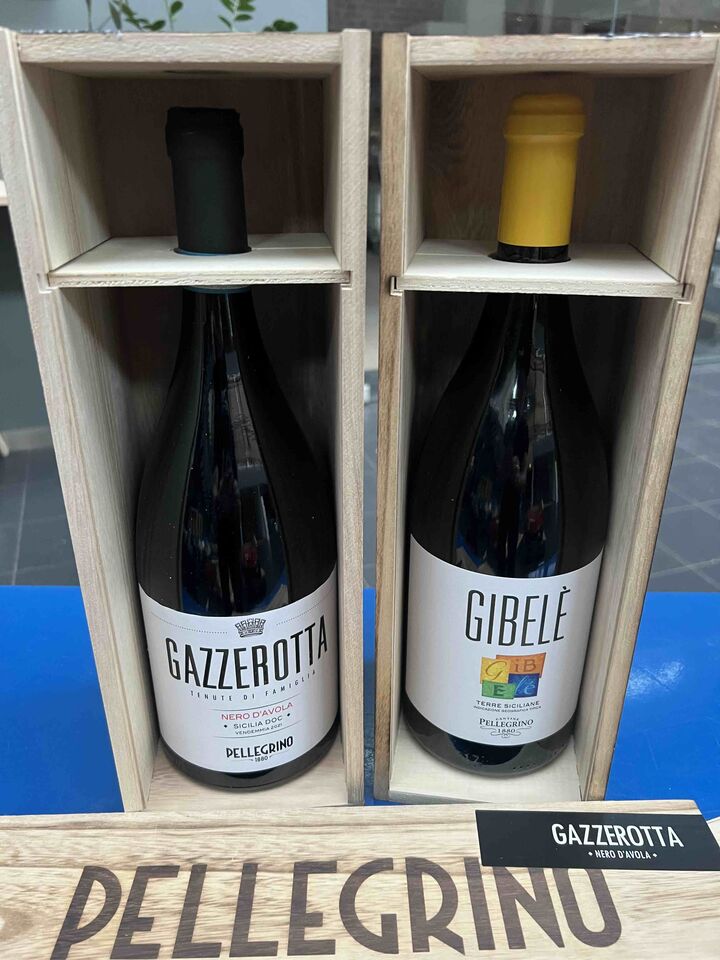 GAZZEROTTA
TENUTE DI FAMIGLIA
NERO D'AVOLA
• SICILIA DOC •
VENDEMMIA 2021
PELLEGRINO
1880
GIBELÈ
GiB
Elè
TERRE SICILIANE
INDICAZIONE GEOGRAFICA TIPICA
CANTINE
PELLEGRINO
1880
GAZZEROTTA
• NERO D'AVOLA •
PELLEGRINO